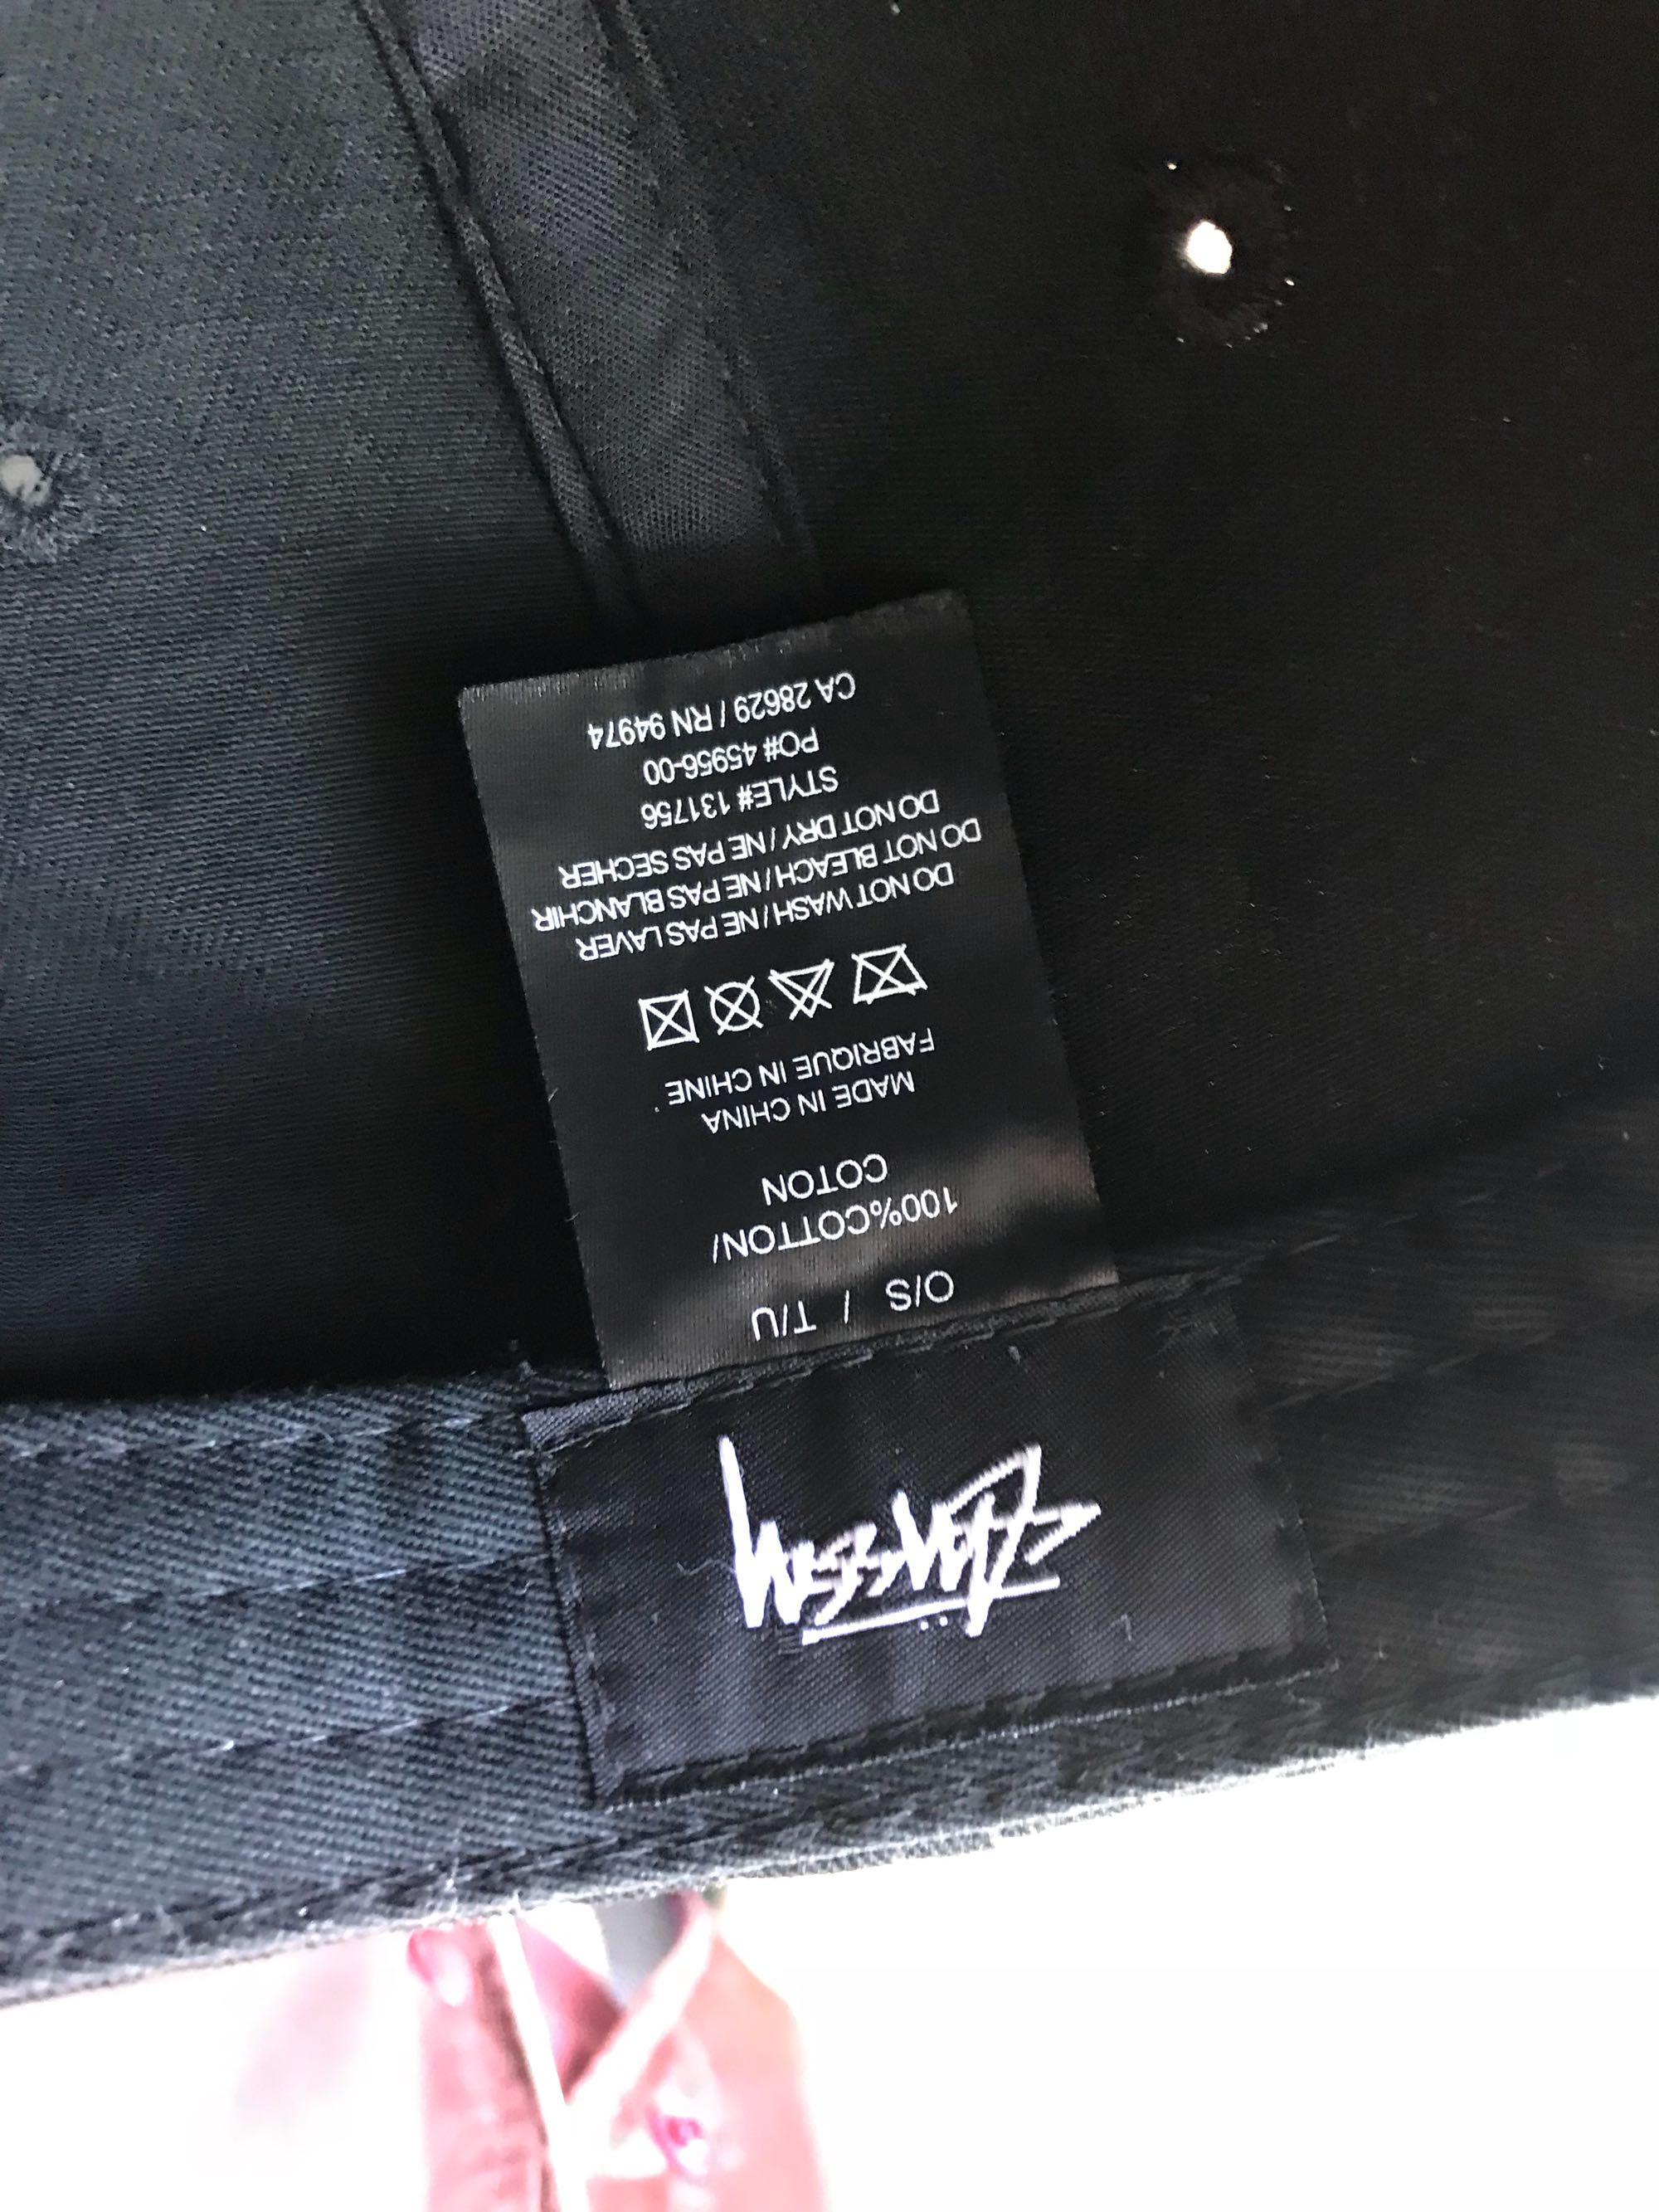 Stüssy
O/S / T/U
100%COTTON/
COTON
MADE IN CHINA
FABRIQUE IN CHINE
DO NOT WASH / NE PAS LAVER
DO NOT BLEACH / NE PAS BLANCHIR
DO NOT DRY / NE PAS SECHER
STYLE# 131756
PO# 45956-00
CA 28629 / RN 94974